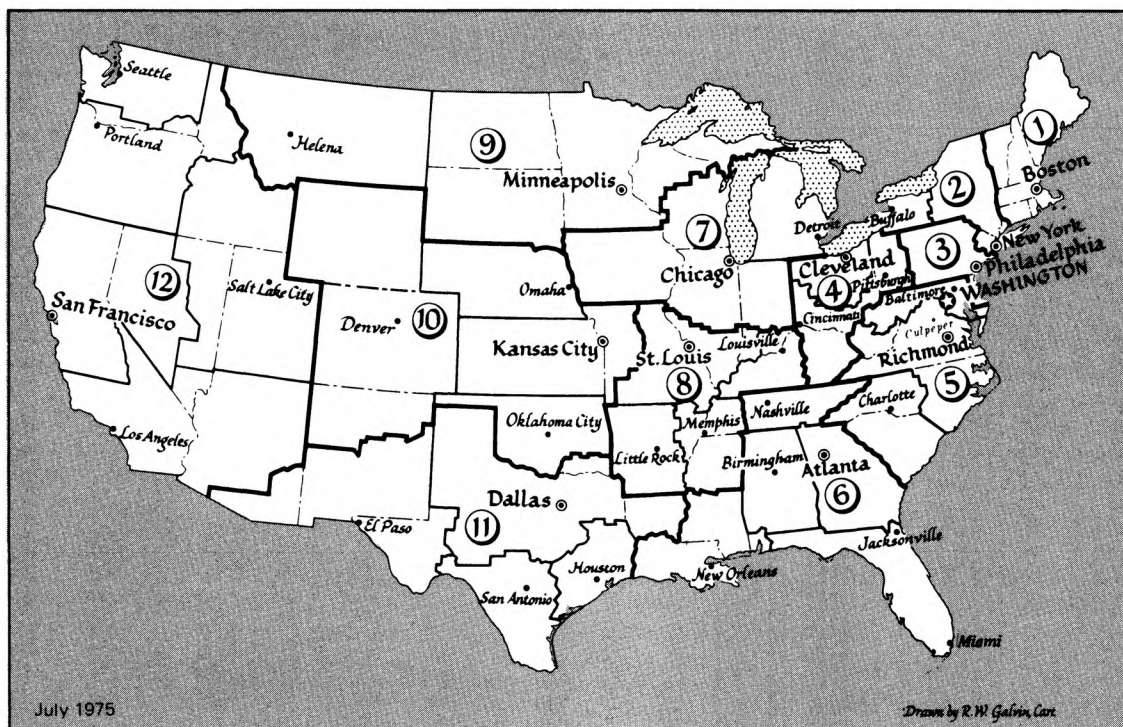 Seattle
Portland
Helena
9
Minneapolis
1
Boston
2
Buffalo
Detroit
7
Chicago
3
New York
Philadelphia
WASHINGTON
Cleveland
Pittsburgh
4
Baltimore
Cincinnati
12
San Francisco
Salt Lake City
Denver
10
Omaha
Kansas City
St. Louis
8
Louisville
Culpeper
Richmond
5
Charlotte
Los Angeles
Oklahoma City
Memphis
Nashville
Little Rock
Birmingham
Atlanta
6
Dallas
11
El Paso
Houston
San Antonio
New Orleans
Jacksonville
Miami
July 1975
Drawn by R.W. Galvin, Cart.